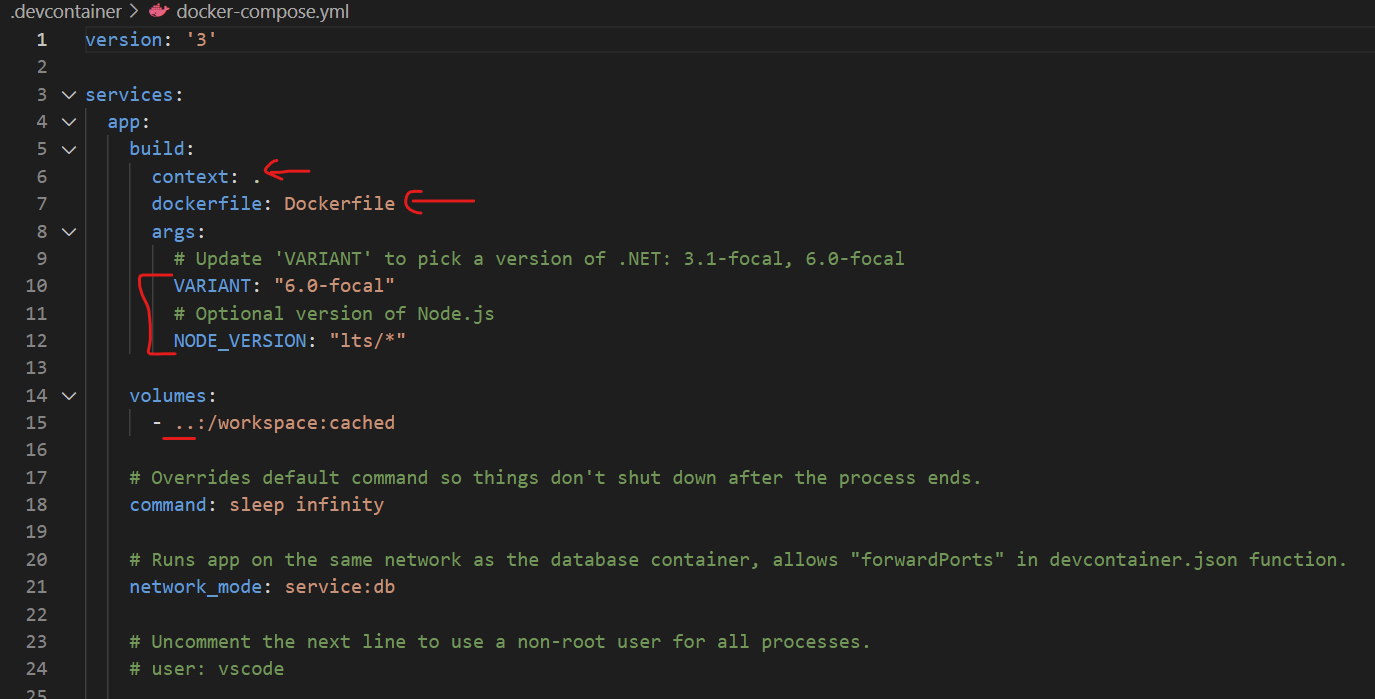 .devcontainer > docker-compose.yml
1 version: '3'
2
3 services:
4 app:
5 build:
6 context: .
7 dockerfile: Dockerfile
8 args:
9 # Update 'VARIANT' to pick a version of .NET: 3.1-focal, 6.0-focal
10 VARIANT: "6.0-focal"
11 # Optional version of Node.js
12 NODE_VERSION: "lts/*"
13
14 volumes:
15 - ..:/workspace:cached
16
17 # Overrides default command so things don't shut down after the process ends.
18 command: sleep infinity
19
20 # Runs app on the same network as the database container, allows "forwardPorts" in devcontainer.json function.
21 network_mode: service:db
22
23 # Uncomment the next line to use a non-root user for all processes.
24 # user: vscode
25